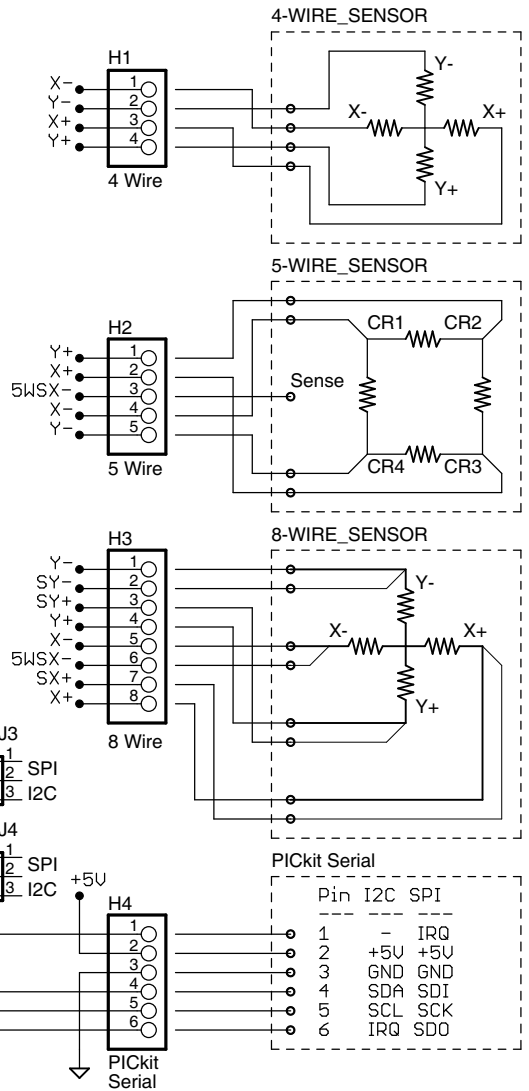 4-WIRE_SENSOR
H1
X- 1
Y- 2
X+ 3
Y+ 4
4 Wire
Y-
X- X+
Y+
5-WIRE_SENSOR
H2
Y+ 1
X+ 2
5WSX- 3
X- 4
Y- 5
5 Wire
CR1 CR2
Sense
CR4 CR3
8-WIRE_SENSOR
H3
Y- 1
SY- 2
SY+ 3
Y+ 4
X- 5
5WSX- 6
SX+ 7
X+ 8
8 Wire
Y-
X- X+
Y+
J3
1
2 SPI
3 I2C
J4
1
2 SPI
3 I2C
+5V
H4
1
2
3
4
5
6
PICkit
Serial
PICkit Serial
Pin I2C SPI
--- --- ---
1 - IRQ
2 +5V +5V
3 GND GND
4 SDA SDI
5 SCL SCK
6 IRQ SDO